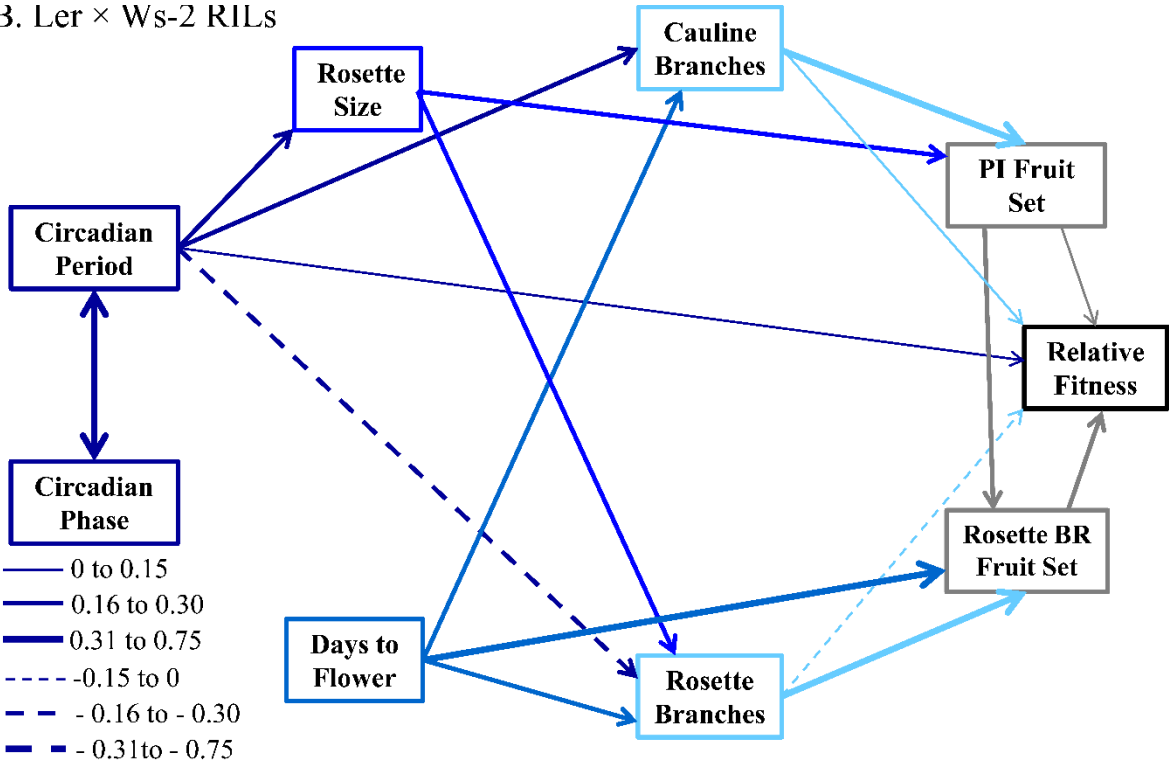 B. Ler × Ws-2 RILs
Cauline
Branches
Rosette
Size
PI Fruit
Set
Circadian
Period
Relative
Fitness
Circadian
Phase
Rosette BR
Fruit Set
Days to
Flower
Rosette
Branches
0 to 0.15
0.16 to 0.30
0.31 to 0.75
-0.15 to 0
- 0.16 to - 0.30
- 0.31to - 0.75